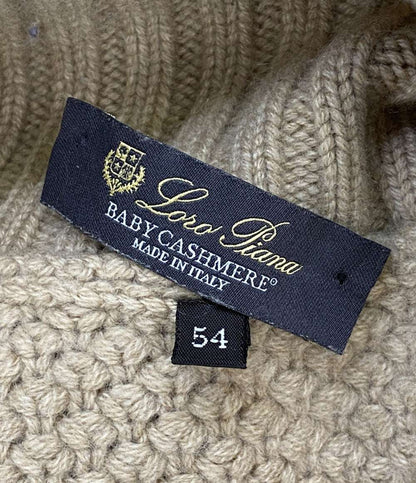 Loro Piana
BABY CASHMERE®
MADE IN ITALY
54